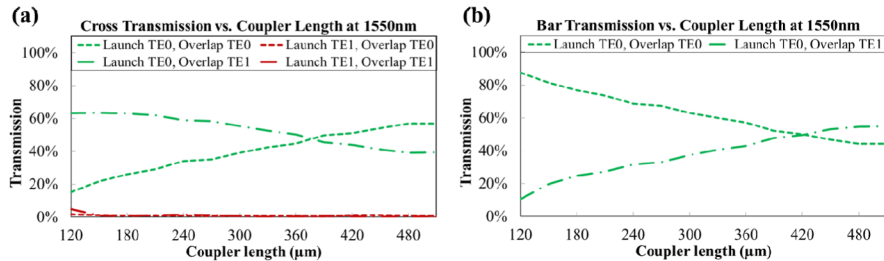 (a)
Cross Transmission vs. Coupler Length at 1550nm
Launch TE0, Overlap TE0
Launch TE1, Overlap TE0
Launch TE0, Overlap TE1
Launch TE1, Overlap TE1
100%
80%
60%
40%
20%
0%
Transmission
120 180 240 300 360 420 480
Coupler length (µm)
(b)
Bar Transmission vs. Coupler Length at 1550nm
Launch TE0, Overlap TE0
Launch TE0, Overlap TE1
100%
80%
60%
40%
20%
0%
Transmission
120 180 240 300 360 420 480
Coupler length (µm)